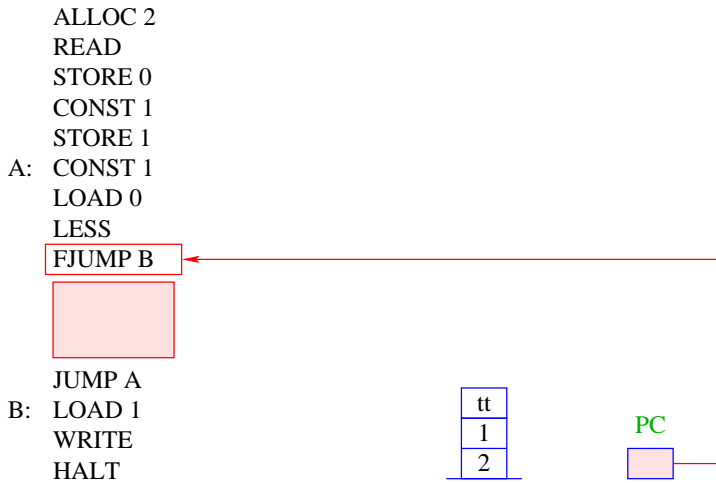 ALLOC 2
READ
STORE 0
CONST 1
STORE 1
A: CONST 1
LOAD 0
LESS
FJUMP B
JUMP A
B: LOAD 1
WRITE
HALT
tt
1
2
PC